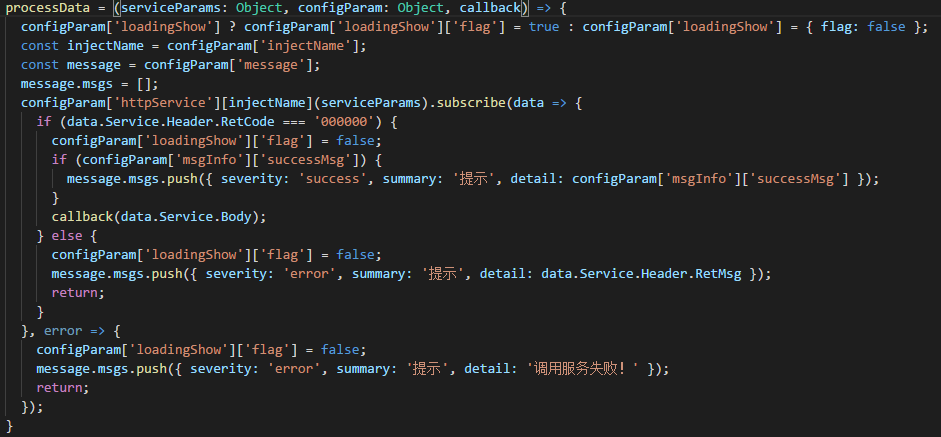 processData = (serviceParams: Object, configParam: Object, callback) => {
configParam['loadingShow'] ? configParam['loadingShow']['flag'] = true : configParam['loadingShow'] = { flag: false };
const injectName = configParam['injectName'];
const message = configParam['message'];
message.msgs = [];
configParam['httpService'][injectName](serviceParams).subscribe(data => {
if (data.Service.Header.RetCode === '000000') {
configParam['loadingShow']['flag'] = false;
if (configParam['msgInfo']['successMsg']) {
message.msgs.push({ severity: 'success', summary: '提示', detail: configParam['msgInfo']['successMsg'] });
}
callback(data.Service.Body);
} else {
configParam['loadingShow']['flag'] = false;
message.msgs.push({ severity: 'error', summary: '提示', detail: data.Service.Header.RetMsg });
return;
}
}, error => {
configParam['loadingShow']['flag'] = false;
message.msgs.push({ severity: 'error', summary: '提示', detail: '调用服务失败！' });
return;
});
}